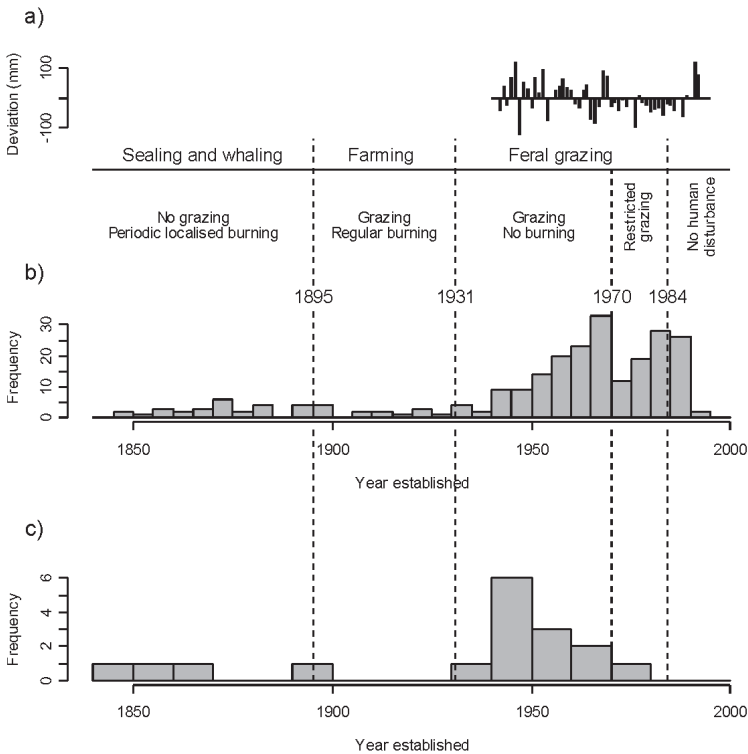 a)
Deviation (mm)
100
-100
Sealing and whaling
Farming
Feral grazing
No grazing
Periodic localised burning
Grazing
Regular burning
Grazing
No burning
Restricted
grazing
No human
disturbance
b)
1895
1931
1970
1984
Frequency
30
20
10
0
1850
1900
1950
2000
Year established
c)
Frequency
6
4
2
0
1850
1900
1950
2000
Year established